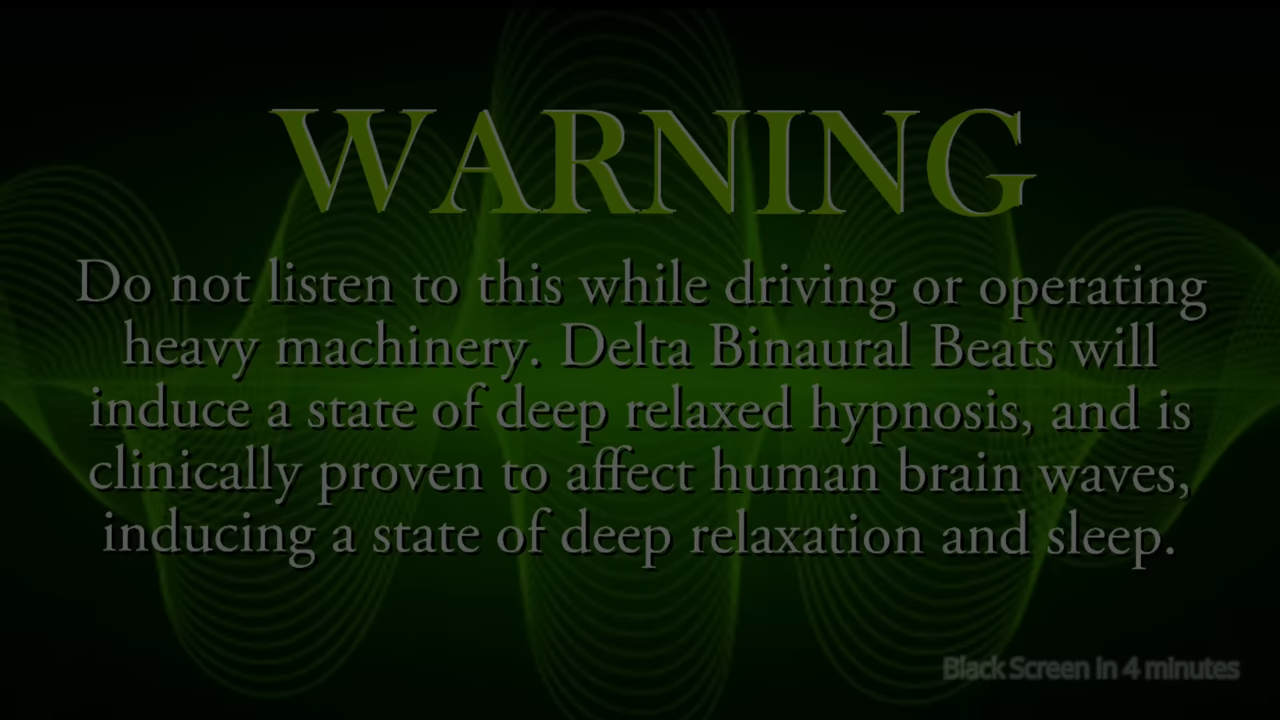 WARNING
Do not listen to this while driving or operating
heavy machinery. Delta Binaural Beats will
induce a state of deep relaxed hypnosis, and is
clinically proven to affect human brain waves,
inducing a state of deep relaxation and sleep.
Black Screen In 4 minutes